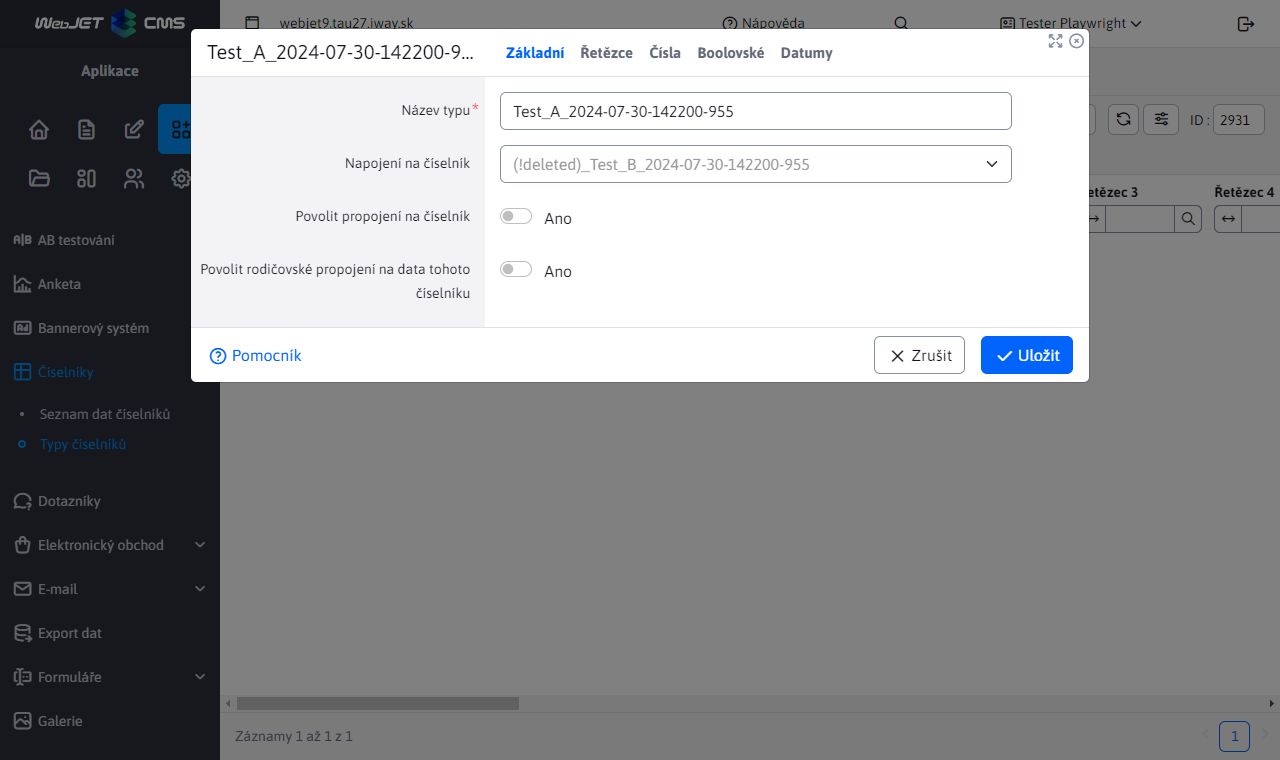 WebJET CMS
webjet9.tau27.iway.sk
Nápověda
Tester Playwright
Aplikace
Test_A_2024-07-30-142200-9...
Základní
Řetězce
Čísla
Boolovské
Datumy
Název typu*
Test_A_2024-07-30-142200-955
Napojení na číselník
(!deleted)_Test_B_2024-07-30-142200-955
Povolit propojení na číselník
Ano
Povolit rodičovské propojení na data tohoto
číselníku
Ano
Pomocník
Zrušit
Uložit
ID :
2931
etězec 3
Řetězec 4
A|B AB testování
Anketa
Ad Bannerový systém
Číselníky
Seznam dat číselníků
Typy číselníků
Dotazníky
Elektronický obchod
E-mail
Export dat
Formuláře
Galerie
Záznamy 1 až 1 z 1
1